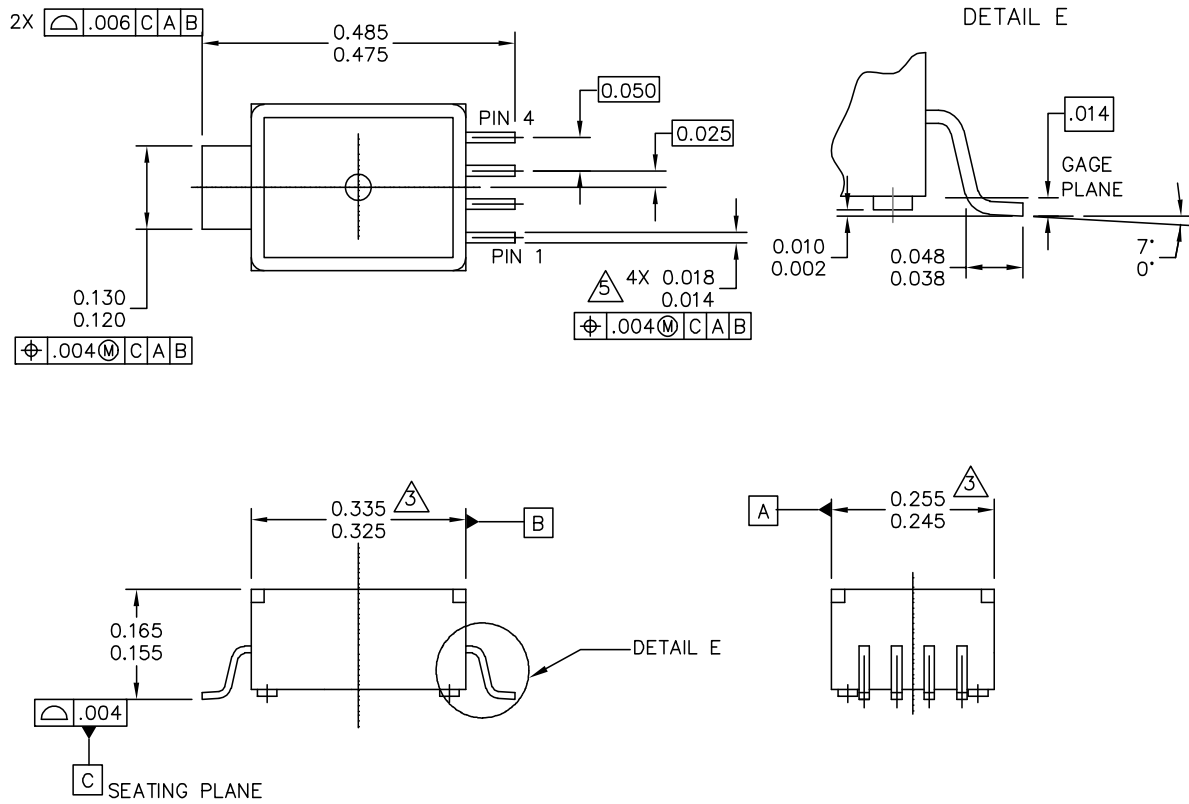 2X ⌓ .006 C A B
0.485
0.475
DETAIL E
0.050
PIN 4
0.025
.014
GAGE
PLANE
PIN 1
5 4X 0.018
0.014
⌖ .004 Ⓜ C A B
0.130
0.120
⌖ .004 Ⓜ C A B
0.010
0.002
0.048
0.038
7°
0°
0.335
0.325
3
B
A
0.255
0.245
3
0.165
0.155
DETAIL E
⌓ .004
C SEATING PLANE